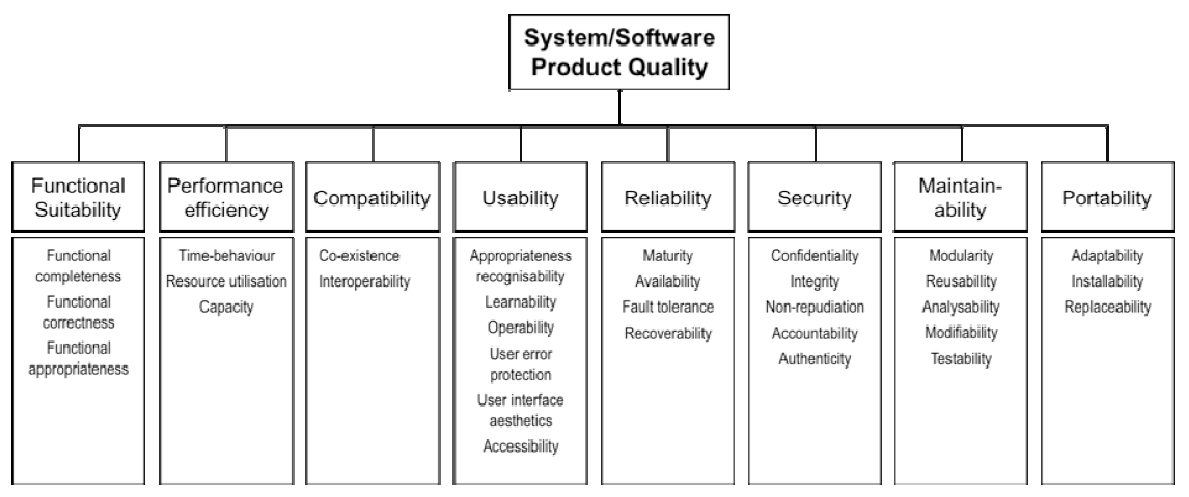 System/Software
Product Quality
Functional
Suitability
Performance
efficiency
Compatibility
Usability
Reliability
Security
Maintain-
ability
Portability
Functional
completeness
Functional
correctness
Functional
appropriateness
Time-behaviour
Resource utilisation
Capacity
Co-existence
Interoperability
Appropriateness
recognisability
Learnability
Operability
User error
protection
User interface
aesthetics
Accessibility
Maturity
Availability
Fault tolerance
Recoverability
Confidentiality
Integrity
Non-repudiation
Accountability
Authenticity
Modularity
Reusability
Analysability
Modifiability
Testability
Adaptability
Installability
Replaceability